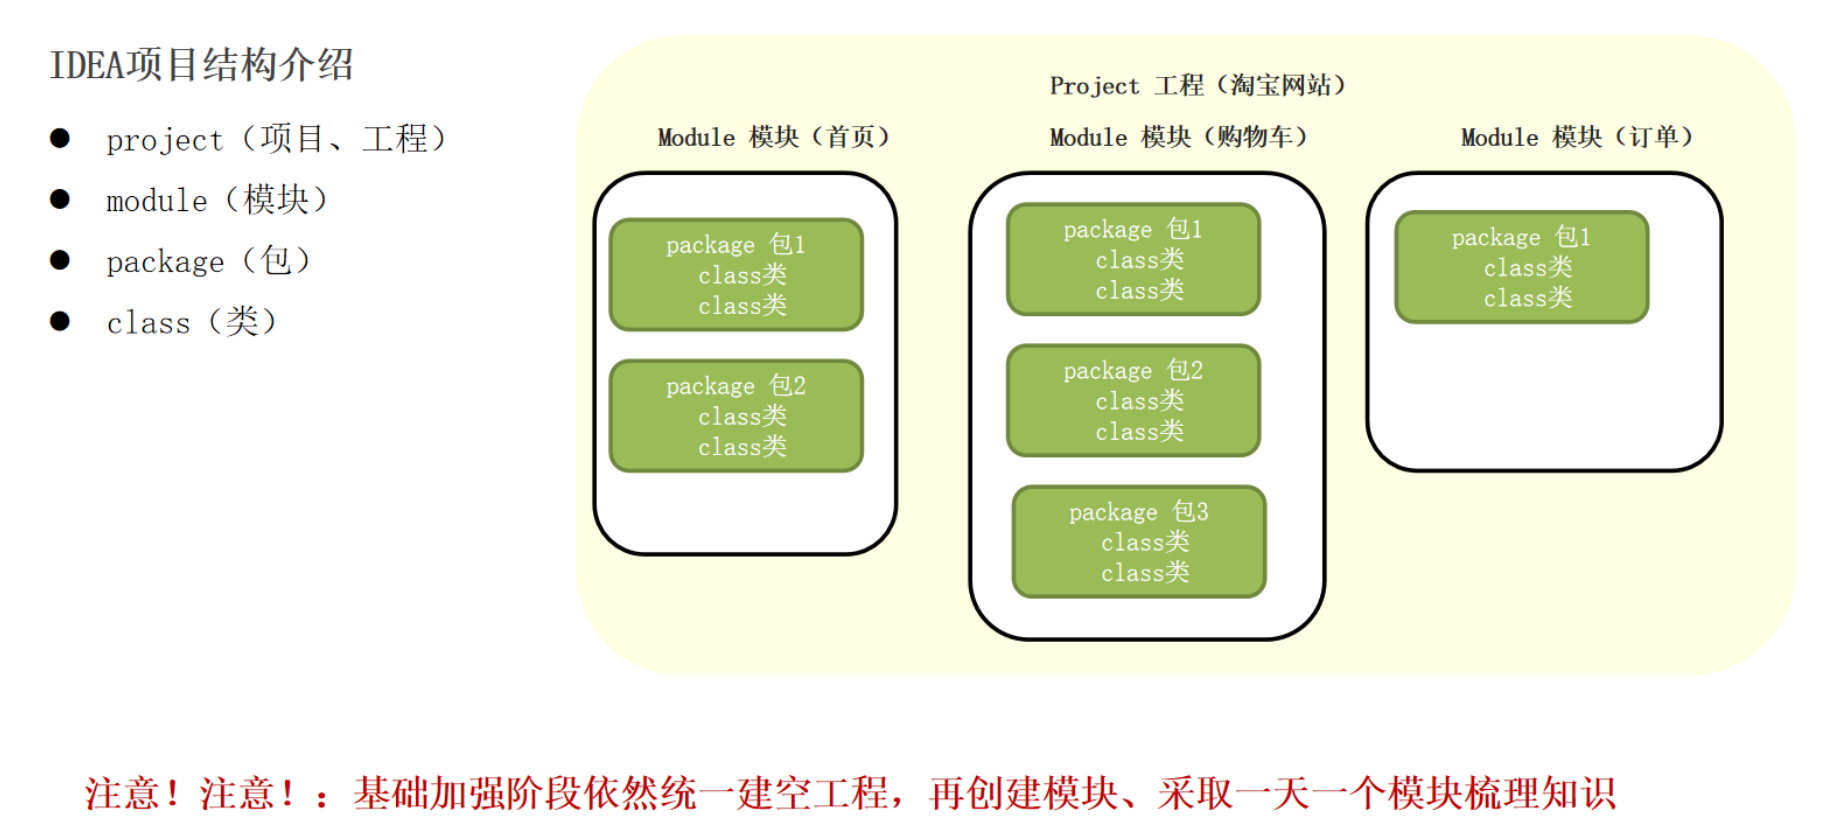 IDEA项目结构介绍
project（项目、工程）
module（模块）
package（包）
class（类）
Project 工程（淘宝网站）
Module 模块（首页）
package 包1
class类
class类
package 包2
class类
class类
Module 模块（购物车）
package 包1
class类
class类
package 包2
class类
class类
package 包3
class类
class类
Module 模块（订单）
package 包1
class类
class类
注意！注意！：基础加强阶段依然统一建空工程，再创建模块、采取一天一个模块梳理知识